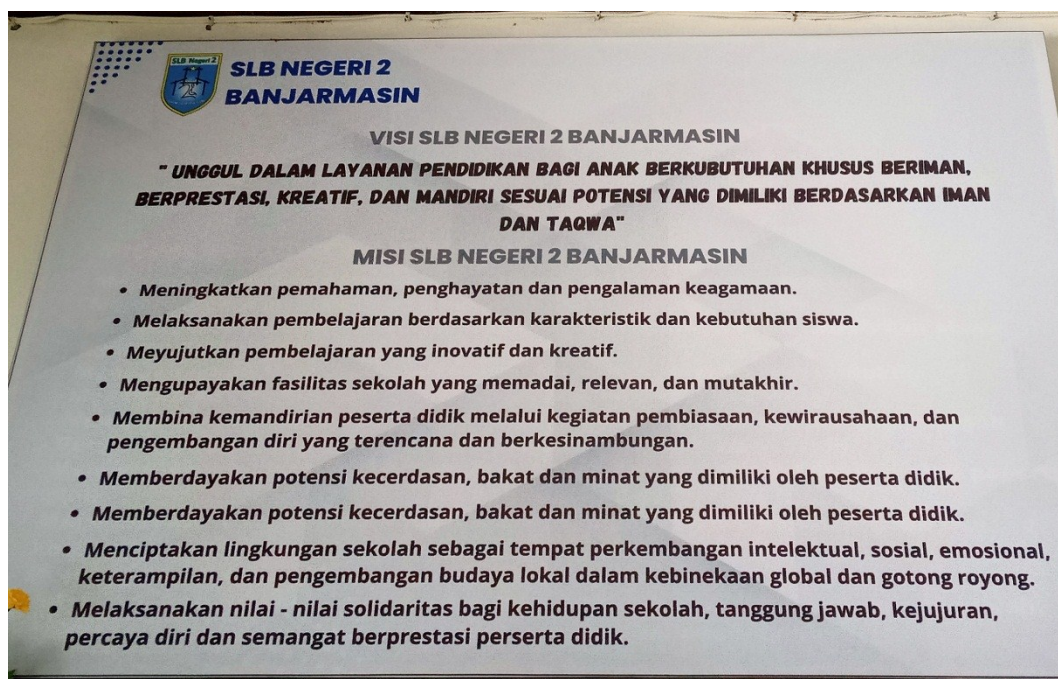 SLB Negeri 2
SLB NEGERI 2
BANJARMASIN
VISI SLB NEGERI 2 BANJARMASIN
" UNGGUL DALAM LAYANAN PENDIDIKAN BAGI ANAK BERKUBUTUHAN KHUSUS BERIMAN,
BERPRESTASI, KREATIF, DAN MANDIRI SESUAI POTENSI YANG DIMILIKI BERDASARKAN IMAN
DAN TAQWA"
MISI SLB NEGERI 2 BANJARMASIN
• Meningkatkan pemahaman, penghayatan dan pengalaman keagamaan.
• Melaksanakan pembelajaran berdasarkan karakteristik dan kebutuhan siswa.
• Meyujutkan pembelajaran yang inovatif dan kreatif.
• Mengupayakan fasilitas sekolah yang memadai, relevan, dan mutakhir.
• Membina kemandirian peserta didik melalui kegiatan pembiasaan, kewirausahaan, dan
pengembangan diri yang terencana dan berkesinambungan.
• Memberdayakan potensi kecerdasan, bakat dan minat yang dimiliki oleh peserta didik.
• Memberdayakan potensi kecerdasan, bakat dan minat yang dimiliki oleh peserta didik.
• Menciptakan lingkungan sekolah sebagai tempat perkembangan intelektual, sosial, emosional,
keterampilan, dan pengembangan budaya lokal dalam kebinekaan global dan gotong royong.
• Melaksanakan nilai - nilai solidaritas bagi kehidupan sekolah, tanggung jawab, kejujuran,
percaya diri dan semangat berprestasi perserta didik.